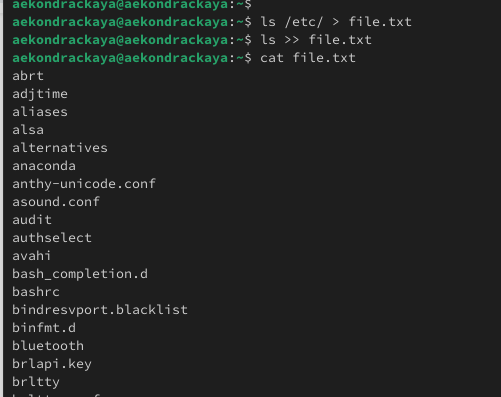 aekondrackaya@aekondrackaya:~$
aekondrackaya@aekondrackaya:~$ ls /etc/ > file.txt
aekondrackaya@aekondrackaya:~$ ls >> file.txt
aekondrackaya@aekondrackaya:~$ cat file.txt
abrt
adjtime
aliases
alsa
alternatives
anaconda
anthy-unicode.conf
asound.conf
audit
authselect
avahi
bash_completion.d
bashrc
bindresvport.blacklist
binfmt.d
bluetooth
brlapi.key
brltty